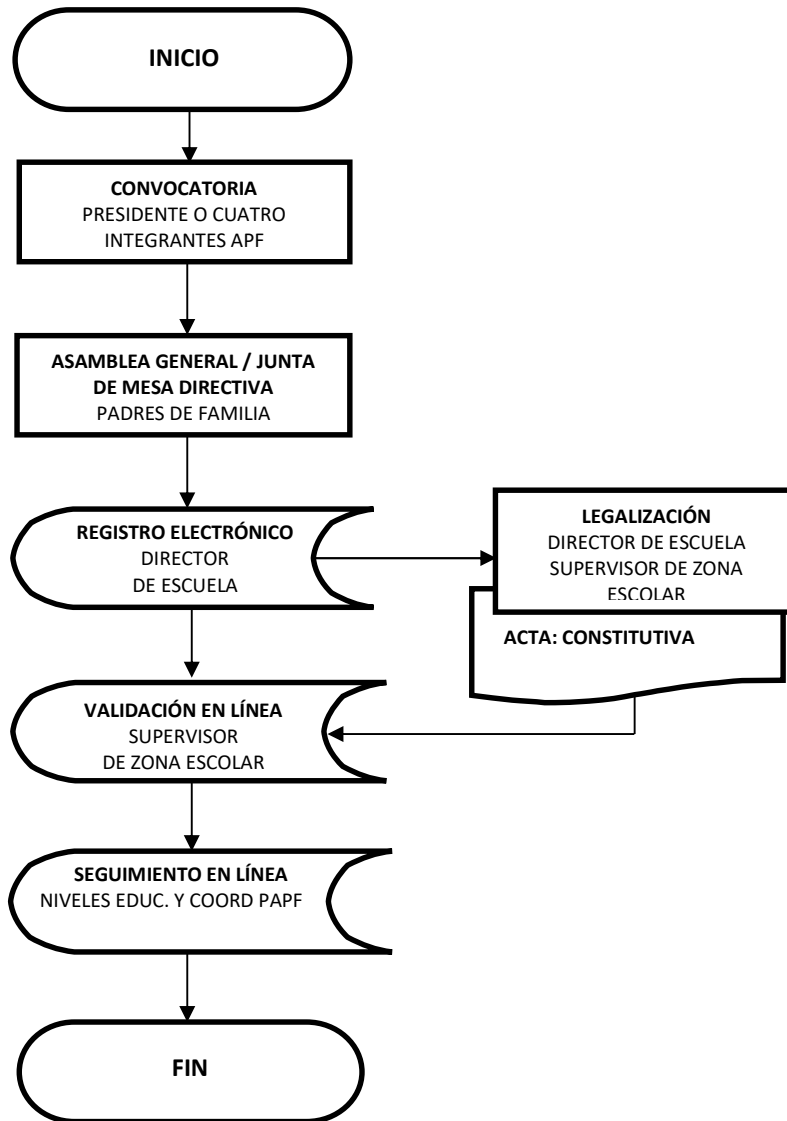 INICIO
CONVOCATORIA
PRESIDENTE O CUATRO
INTEGRANTES APF
ASAMBLEA GENERAL / JUNTA
DE MESA DIRECTIVA
PADRES DE FAMILIA
REGISTRO ELECTRÓNICO
DIRECTOR
DE ESCUELA
LEGALIZACIÓN
DIRECTOR DE ESCUELA
SUPERVISOR DE ZONA
ESCOLAR
ACTA: CONSTITUTIVA
VALIDACIÓN EN LÍNEA
SUPERVISOR
DE ZONA ESCOLAR
SEGUIMIENTO EN LÍNEA
NIVELES EDUC. Y COORD PAPF
FIN